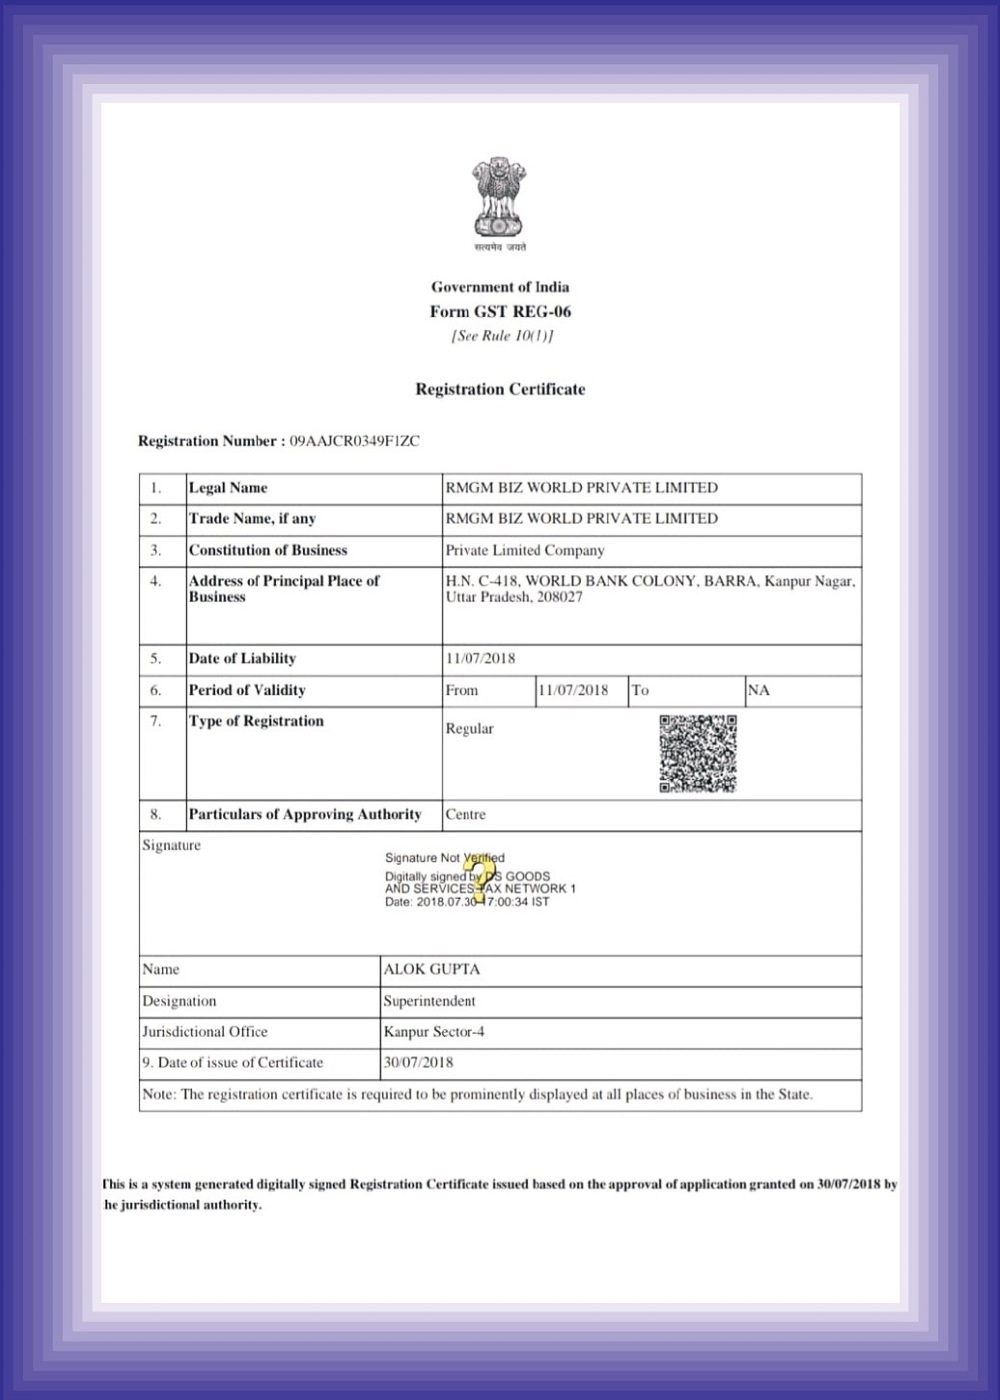 सत्यमेव जयते
Government of India
Form GST REG-06
[See Rule 10(1)]
Registration Certificate
Registration Number : 09AAJCR0349F1ZC
1. Legal Name RMGM BIZ WORLD PRIVATE LIMITED
2. Trade Name, if any RMGM BIZ WORLD PRIVATE LIMITED
3. Constitution of Business Private Limited Company
4. Address of Principal Place of H.N. C-418, WORLD BANK COLONY, BARRA, Kanpur Nagar,
Business Uttar Pradesh, 208027
5. Date of Liability 11/07/2018
6. Period of Validity From 11/07/2018 To NA
7. Type of Registration Regular
8. Particulars of Approving Authority Centre
Signature
Signature Not Verified
Digitally signed by DS GOODS
AND SERVICES TAX NETWORK 1
Date: 2018.07.30 17:00:34 IST
Name ALOK GUPTA
Designation Superintendent
Jurisdictional Office Kanpur Sector-4
9. Date of issue of Certificate 30/07/2018
Note: The registration certificate is required to be prominently displayed at all places of business in the State.
This is a system generated digitally signed Registration Certificate issued based on the approval of application granted on 30/07/2018 by
he jurisdictional authority.